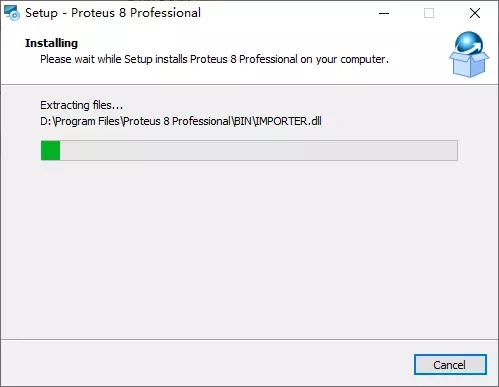 Setup - Proteus 8 Professional
Installing
Please wait while Setup installs Proteus 8 Professional on your computer.
Extracting files...
D:\Program Files\Proteus 8 Professional\BIN\IMPORTER.dll
Cancel